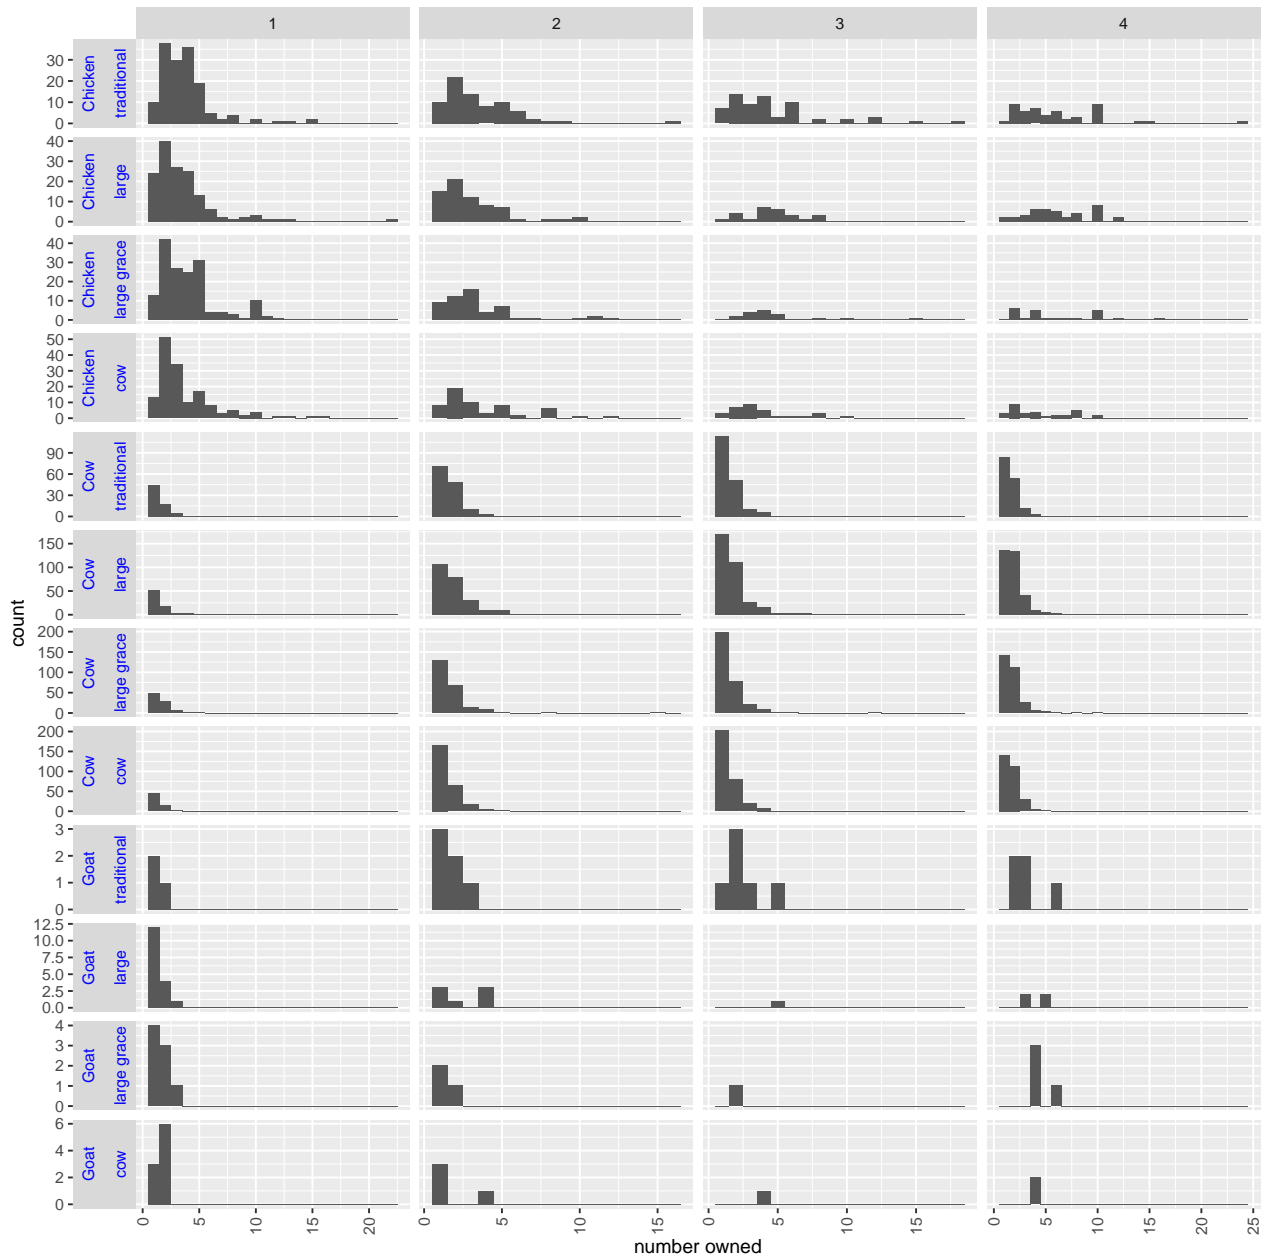 1 2 3 4
Chicken
traditional
0 10 20 30
Chicken
large
0 10 20 30 40
Chicken
large grace
0 10 20 30 40
Chicken
cow
0 10 20 30 40 50
Cow
traditional
0 30 60 90
Cow
large
0 50 100 150
Cow
large grace
0 50 100 150 200
Cow
cow
0 50 100 150 200
Goat
traditional
0 1 2 3
Goat
large
0.0 2.5 5.0 7.5 10.0 12.5
Goat
large grace
0 1 2 3 4
Goat
cow
0 2 4 6
count
0 5 10 15 20
0 5 10 15
0 5 10 15
0 5 10 15 20 25
number owned